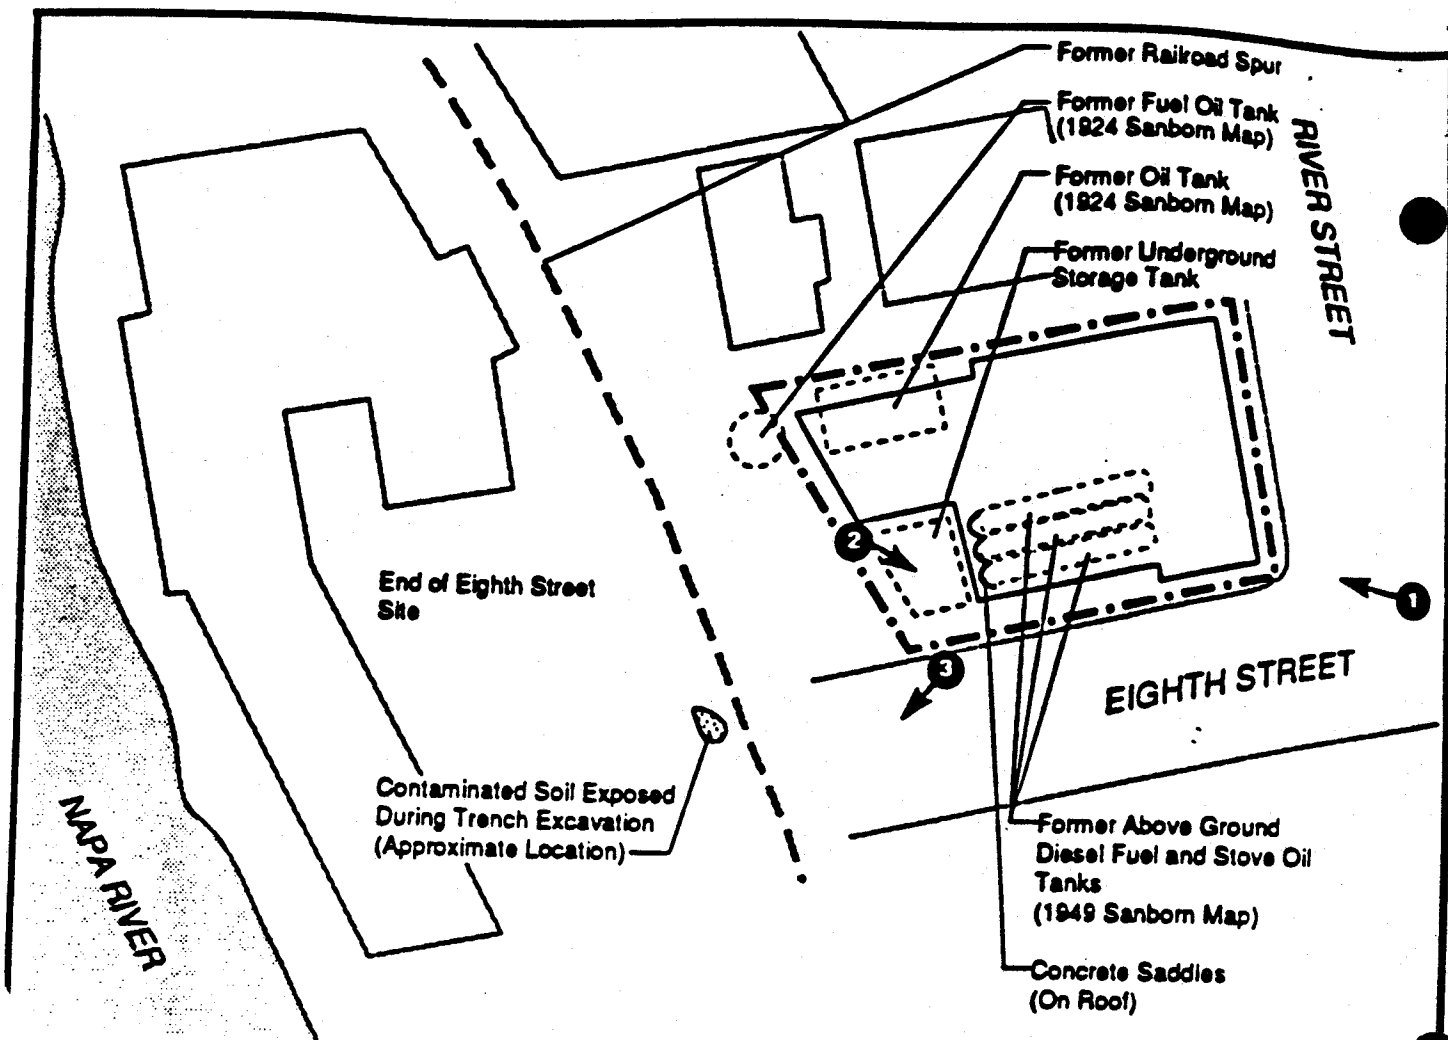 Former Railroad Spur
Former Fuel Oil Tank
(1924 Sanborn Map)
Former Oil Tank
(1924 Sanborn Map)
Former Underground
Storage Tank
RIVER STREET
2
End of Eighth Street
Site
1
3
EIGHTH STREET
Contaminated Soil Exposed
During Trench Excavation
(Approximate Location)
NAPA RIVER
Former Above Ground
Diesel Fuel and Stove Oil
Tanks
(1949 Sanborn Map)
Concrete Saddles
(On Roof)